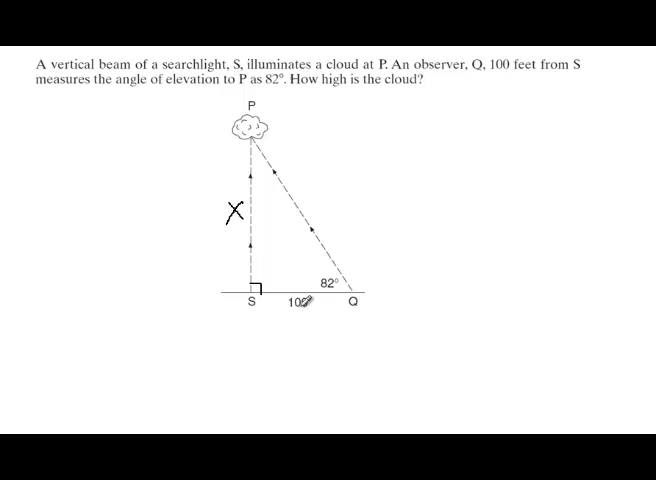 A vertical beam of a searchlight, S, illuminates a cloud at P. An observer, Q, 100 feet from S
measures the angle of elevation to P as 82°. How high is the cloud?
P
X
82°
S
Q